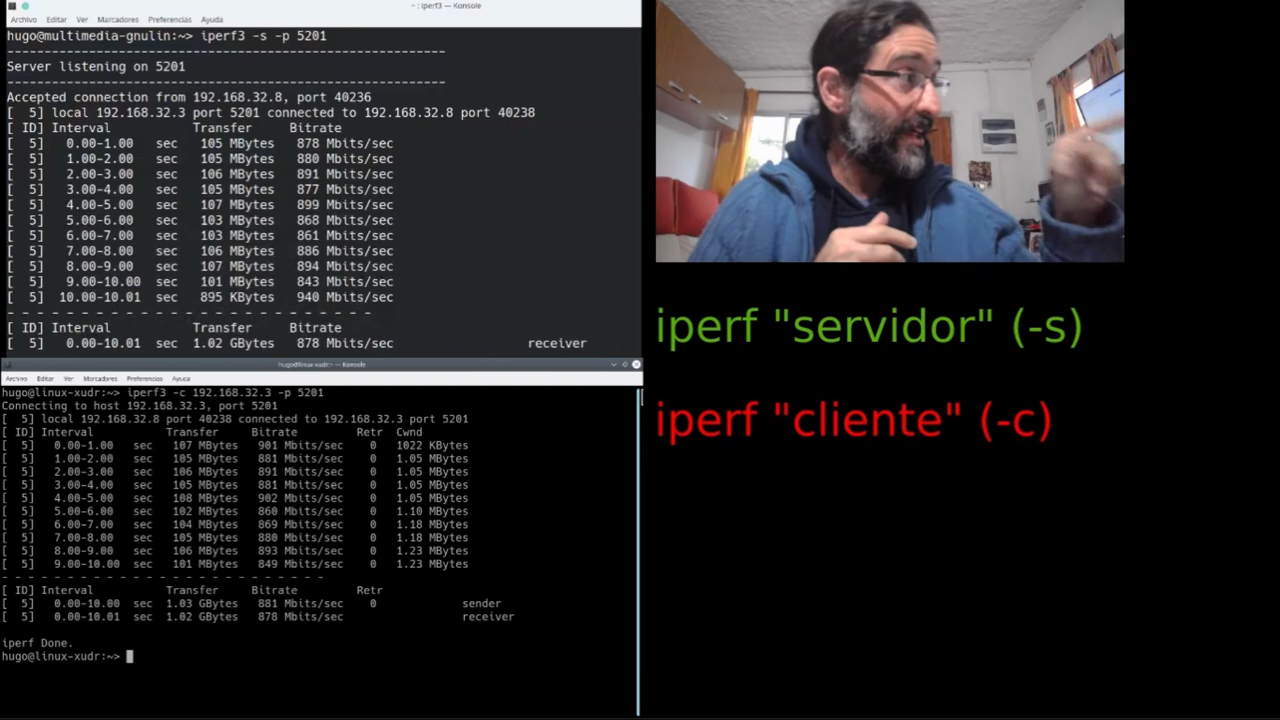 ~ : iperf3 — Konsole
Archivo Editar Ver Marcadores Preferencias Ayuda
hugo@multimedia-gnulin:~> iperf3 -s -p 5201
-----------------------------------------------------------
Server listening on 5201
-----------------------------------------------------------
Accepted connection from 192.168.32.8, port 40236
[  5] local 192.168.32.3 port 5201 connected to 192.168.32.8 port 40238
[ ID] Interval           Transfer     Bitrate
[  5]   0.00-1.00   sec   105 MBytes   878 Mbits/sec
[  5]   1.00-2.00   sec   105 MBytes   880 Mbits/sec
[  5]   2.00-3.00   sec   106 MBytes   891 Mbits/sec
[  5]   3.00-4.00   sec   105 MBytes   877 Mbits/sec
[  5]   4.00-5.00   sec   107 MBytes   899 Mbits/sec
[  5]   5.00-6.00   sec   103 MBytes   868 Mbits/sec
[  5]   6.00-7.00   sec   103 MBytes   861 Mbits/sec
[  5]   7.00-8.00   sec   106 MBytes   886 Mbits/sec
[  5]   8.00-9.00   sec   107 MBytes   894 Mbits/sec
[  5]   9.00-10.00  sec   101 MBytes   843 Mbits/sec
[  5]  10.00-10.01  sec   895 KBytes   940 Mbits/sec
- - - - - - - - - - - - - - - - - - - - - - - - -
[ ID] Interval           Transfer     Bitrate
[  5]   0.00-10.01  sec  1.02 GBytes   878 Mbits/sec                  receiver
hugo@linux-xudr:~ — Konsole
Archivo Editar Ver Marcadores Preferencias Ayuda
hugo@linux-xudr:~> iperf3 -c 192.168.32.3 -p 5201
Connecting to host 192.168.32.3, port 5201
[  5] local 192.168.32.8 port 40238 connected to 192.168.32.3 port 5201
[ ID] Interval           Transfer     Bitrate         Retr  Cwnd
[  5]   0.00-1.00   sec   107 MBytes   901 Mbits/sec    0   1022 KBytes
[  5]   1.00-2.00   sec   105 MBytes   881 Mbits/sec    0   1.05 MBytes
[  5]   2.00-3.00   sec   106 MBytes   891 Mbits/sec    0   1.05 MBytes
[  5]   3.00-4.00   sec   105 MBytes   881 Mbits/sec    0   1.05 MBytes
[  5]   4.00-5.00   sec   108 MBytes   902 Mbits/sec    0   1.05 MBytes
[  5]   5.00-6.00   sec   102 MBytes   860 Mbits/sec    0   1.10 MBytes
[  5]   6.00-7.00   sec   104 MBytes   869 Mbits/sec    0   1.18 MBytes
[  5]   7.00-8.00   sec   105 MBytes   880 Mbits/sec    0   1.18 MBytes
[  5]   8.00-9.00   sec   106 MBytes   893 Mbits/sec    0   1.23 MBytes
[  5]   9.00-10.00  sec   101 MBytes   849 Mbits/sec    0   1.23 MBytes
- - - - - - - - - - - - - - - - - - - - - - - - -
[ ID] Interval           Transfer     Bitrate         Retr
[  5]   0.00-10.00  sec  1.03 GBytes   881 Mbits/sec    0             sender
[  5]   0.00-10.01  sec  1.02 GBytes   878 Mbits/sec                  receiver
iperf Done.
hugo@linux-xudr:~>
iperf "servidor" (-s)
iperf "cliente" (-c)